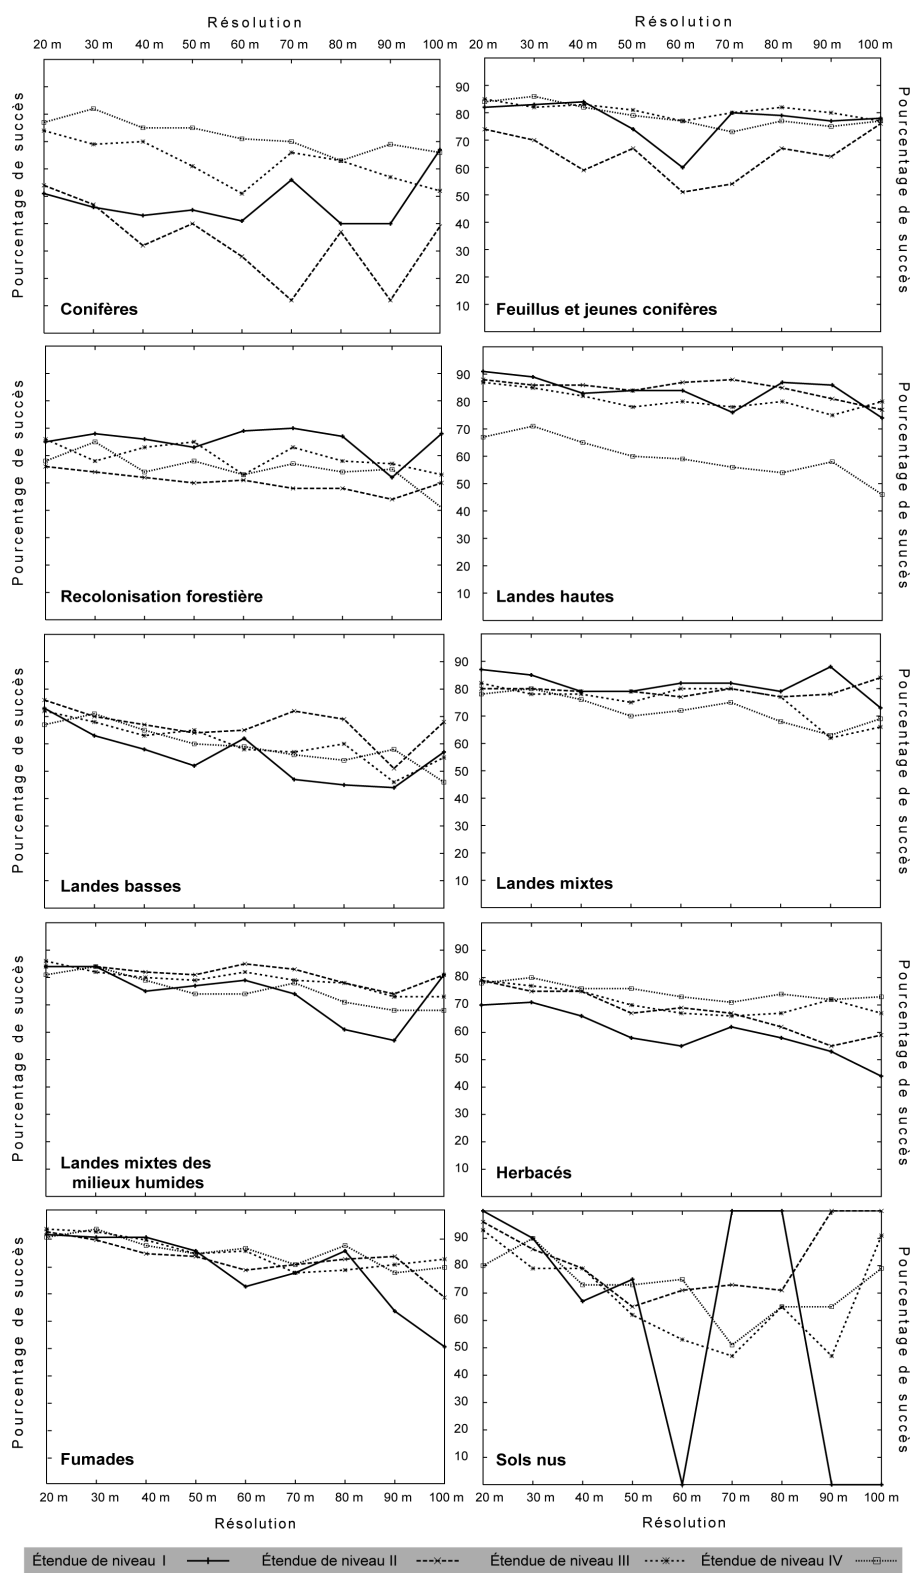 Résolution
20 m 30 m 40 m 50 m 60 m 70 m 80 m 90 m 100 m
Résolution
20 m 30 m 40 m 50 m 60 m 70 m 80 m 90 m 100 m
Pourcentage de succès
Conifères
90
80
70
60
50
40
30
20
10
Feuillus et jeunes conifères
Pourcentage de succès
Pourcentage de succès
Recolonisation forestière
90
80
70
60
50
40
30
20
10
Landes hautes
Pourcentage de suucès
Pourcentage de succès
Landes basses
90
80
70
60
50
40
30
20
10
Landes mixtes
Pourcentage de succès
Pourcentage de succès
Landes mixtes des
milieux humides
90
80
70
60
50
40
30
20
10
Herbacés
Pourcentage de succès
Pourcentage de succès
Fumades
90
80
70
60
50
40
30
20
10
Sols nus
Pourcentage de succès
20 m 30 m 40 m 50 m 60 m 70 m 80 m 90 m 100 m
Résolution
20 m 30 m 40 m 50 m 60 m 70 m 80 m 90 m 100 m
Résolution
Étendue de niveau I Étendue de niveau II Étendue de niveau III Étendue de niveau IV